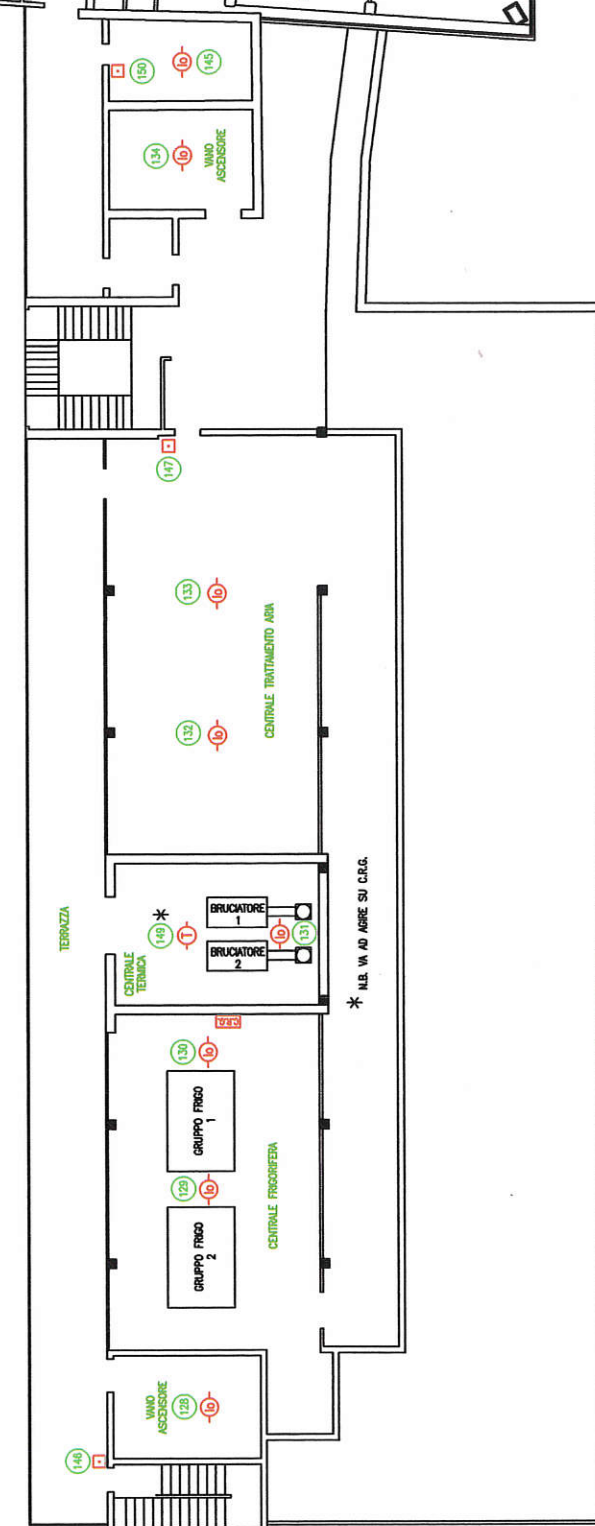 150
Io
145
134
Io
VANO
ASCENSORE
147
133
Io
132
Io
CENTRALE TRATTAMENTO ARIA
TERRAZZA
CENTRALE
TERMICA
149
*
T
BRUCIATORE
1
BRUCIATORE
2
Io
131
* N.B. VA AD AGIRE SU C.R.G.
130
Io
GRUPPO FRIGO
1
129
Io
GRUPPO FRIGO
2
CENTRALE FRIGORIFERA
VANO
ASCENSORE
128
Io